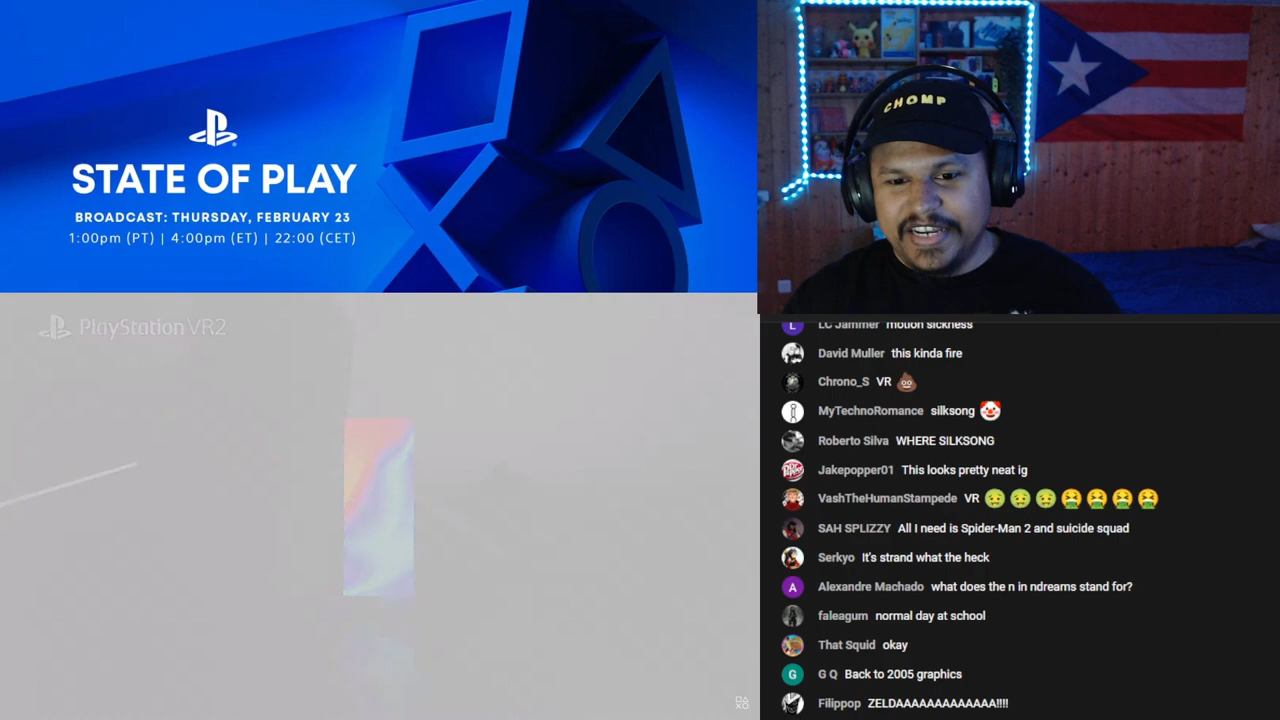 STATE OF PLAY
BROADCAST: THURSDAY, FEBRUARY 23
1:00pm (PT) | 4:00pm (ET) | 22:00 (CET)
CHOMP
PlayStation VR2
L LC Jammer motion sickness
David Muller this kinda fire
Chrono_S VR 💩
MyTechnoRomance silksong 🤡
Roberto Silva WHERE SILKSONG
Jakepopper01 This looks pretty neat ig
VashTheHumanStampede VR 🤢🤢🤢🤮🤮🤮🤮
SAH SPLIZZY All I need is Spider-Man 2 and suicide squad
Serkyo It's strand what the heck
A Alexandre Machado what does the n in ndreams stand for?
faleagum normal day at school
That Squid okay
G G Q Back to 2005 graphics
Filippop ZELDAAAAAAAAAAAAA!!!!